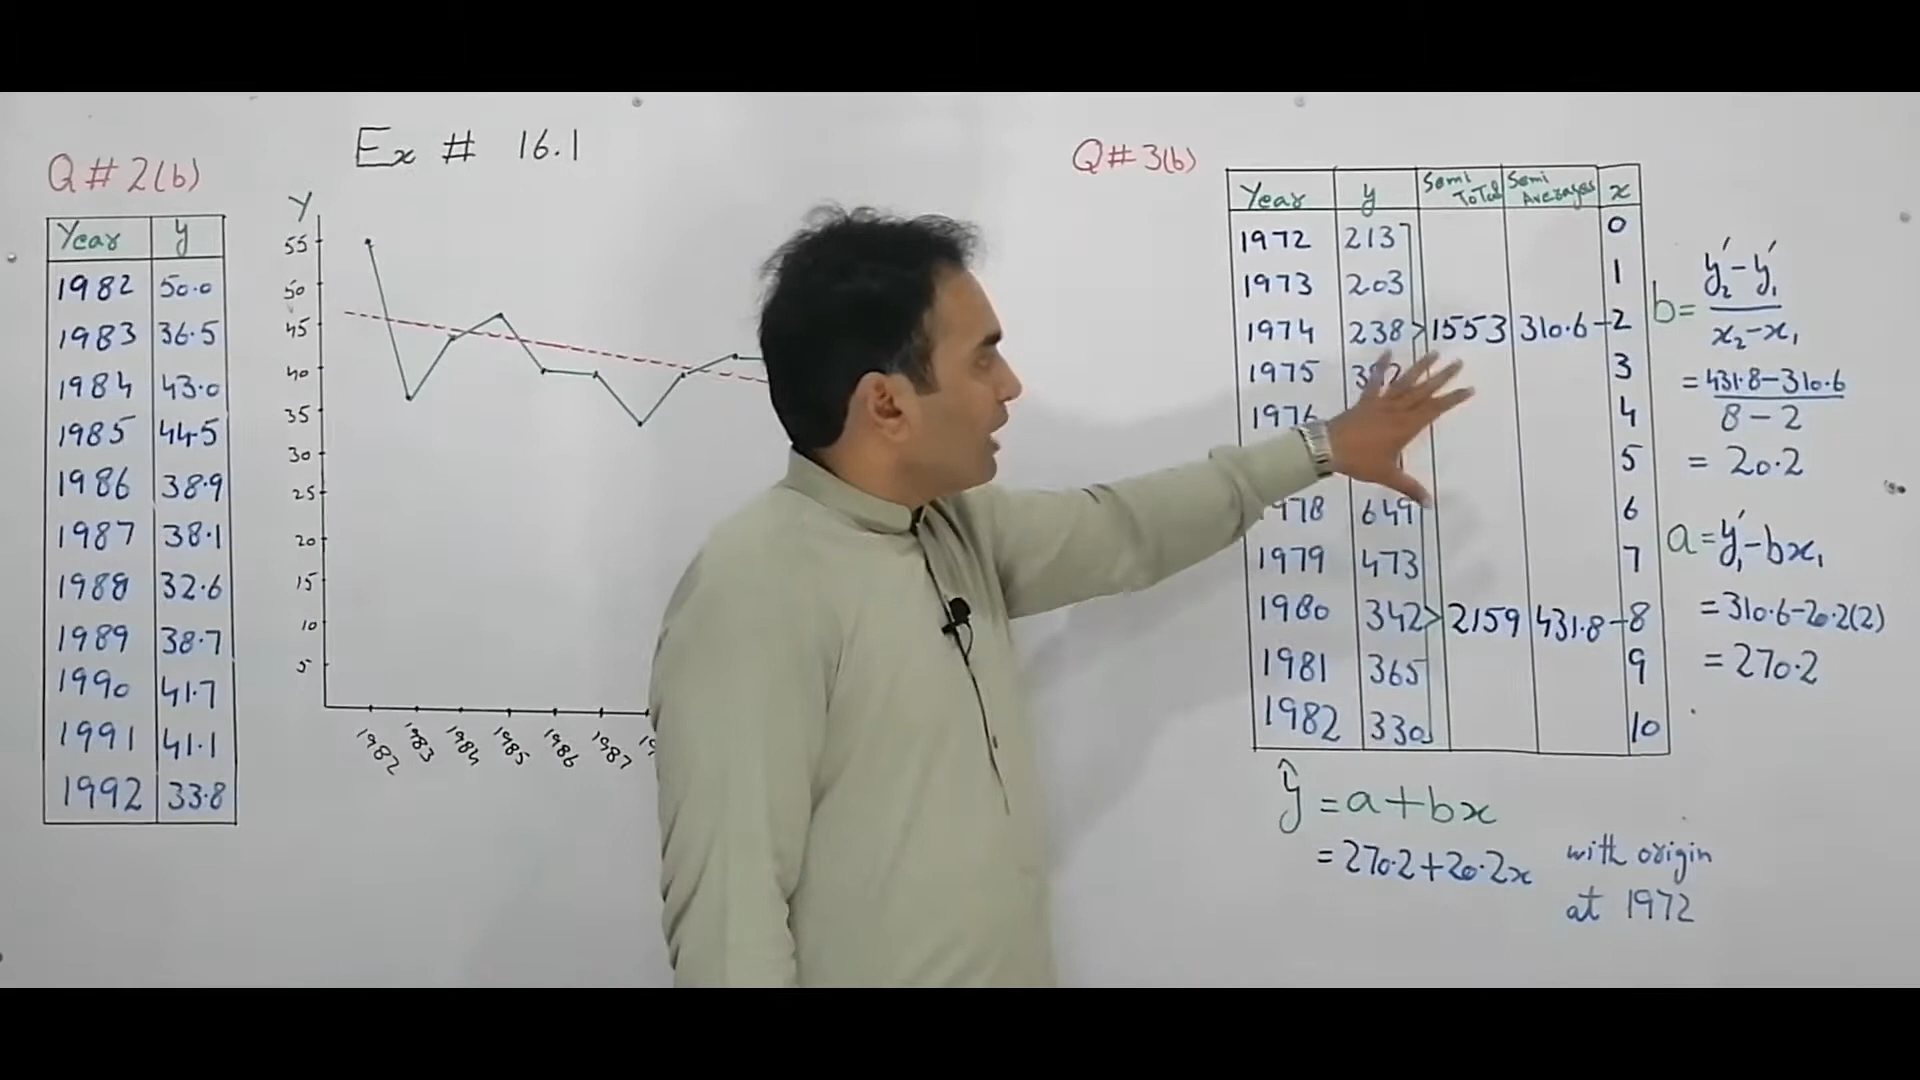 Ex # 16.1
Q# 2(b)
Year y
1982 50.0
1983 36.5
1984 43.0
1985 44.5
1986 38.9
1987 38.1
1988 32.6
1989 38.7
1990 41.7
1991 41.1
1992 33.8
Y
55
50
45
40
35
30
25
20
15
10
5
1982 1983 1984 1985 1986 1987
Q# 3(b)
Year y Semi Total Semi Averages x
1972 213 0
1973 203 1
1974 238 1553 310.6 2
1975 3
1976 4
5
1978 649 6
1979 473 7
1980 342 2159 431.8 8
1981 365 9
1982 330 10
b = y'₂ - y'₁ / x₂ - x₁
= 431.8 - 310.6 / 8 - 2
= 20.2
a = y'₁ - bx₁
= 310.6 - 20.2(2)
= 270.2
ŷ = a + bx
= 270.2 + 20.2x with origin
at 1972